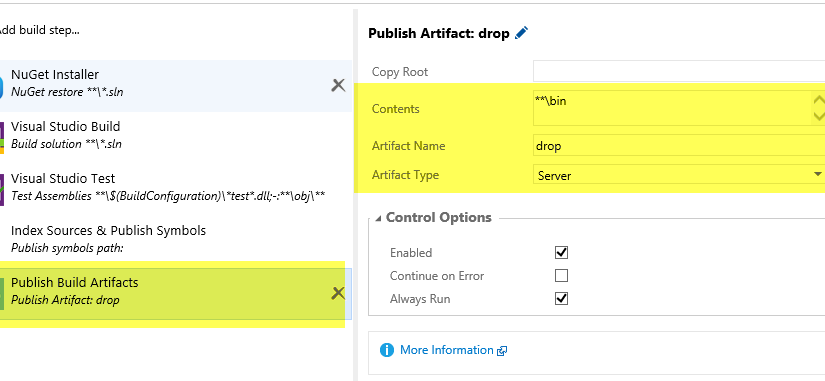 Add build step...
NuGet Installer
NuGet restore **\*.sln
Visual Studio Build
Build solution **\*.sln
Visual Studio Test
Test Assemblies **\$(BuildConfiguration)\*test*.dll;-:**\obj\**
Index Sources & Publish Symbols
Publish symbols path:
Publish Build Artifacts
Publish Artifact: drop
Publish Artifact: drop
Copy Root
Contents **\bin
Artifact Name drop
Artifact Type Server
Control Options
Enabled
Continue on Error
Always Run
More Information